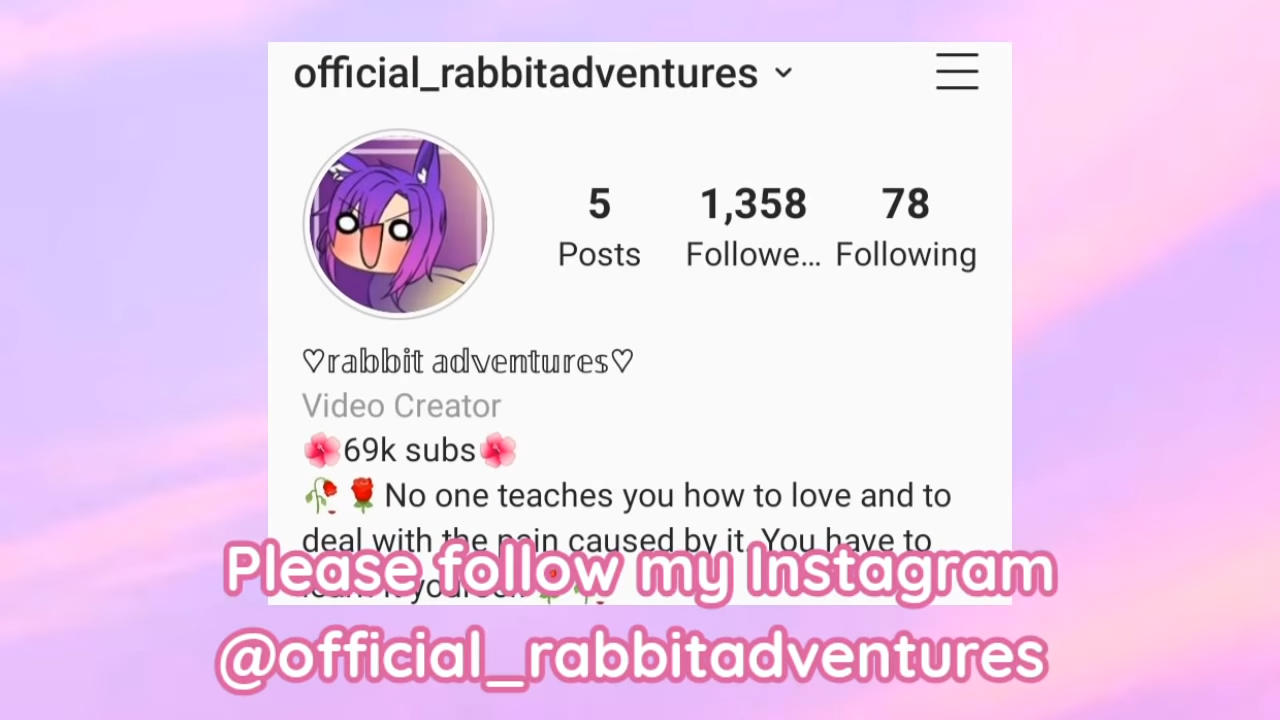 official_rabbitadventures
5 1,358 78
Posts Followe... Following
♡𝕣𝕒𝕓𝕓𝕚𝕥 𝕒𝕕𝕧𝕖𝕟𝕥𝕦𝕣𝕖𝕤♡
Video Creator
🌺69k subs🌺
🥀🌹No one teaches you how to love and to
deal with the pain caused by it. You have to
Please follow my Instagram
@official_rabbitadventures